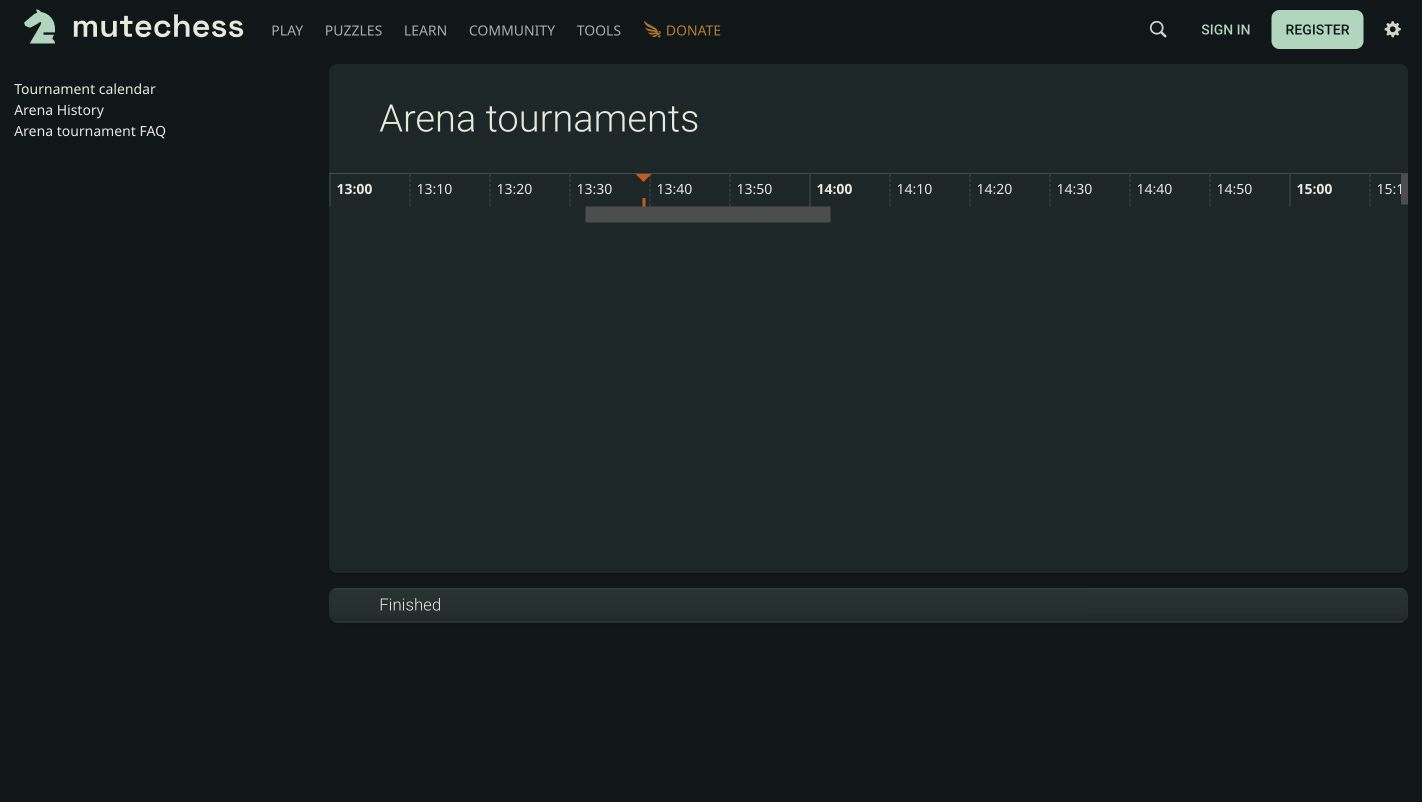 mutechess PLAY PUZZLES LEARN COMMUNITY TOOLS DONATE SIGN IN REGISTER
Tournament calendar
Arena History
Arena tournament FAQ
Arena tournaments
13:00 13:10 13:20 13:30 13:40 13:50 14:00 14:10 14:20 14:30 14:40 14:50 15:00 15:1
Finished